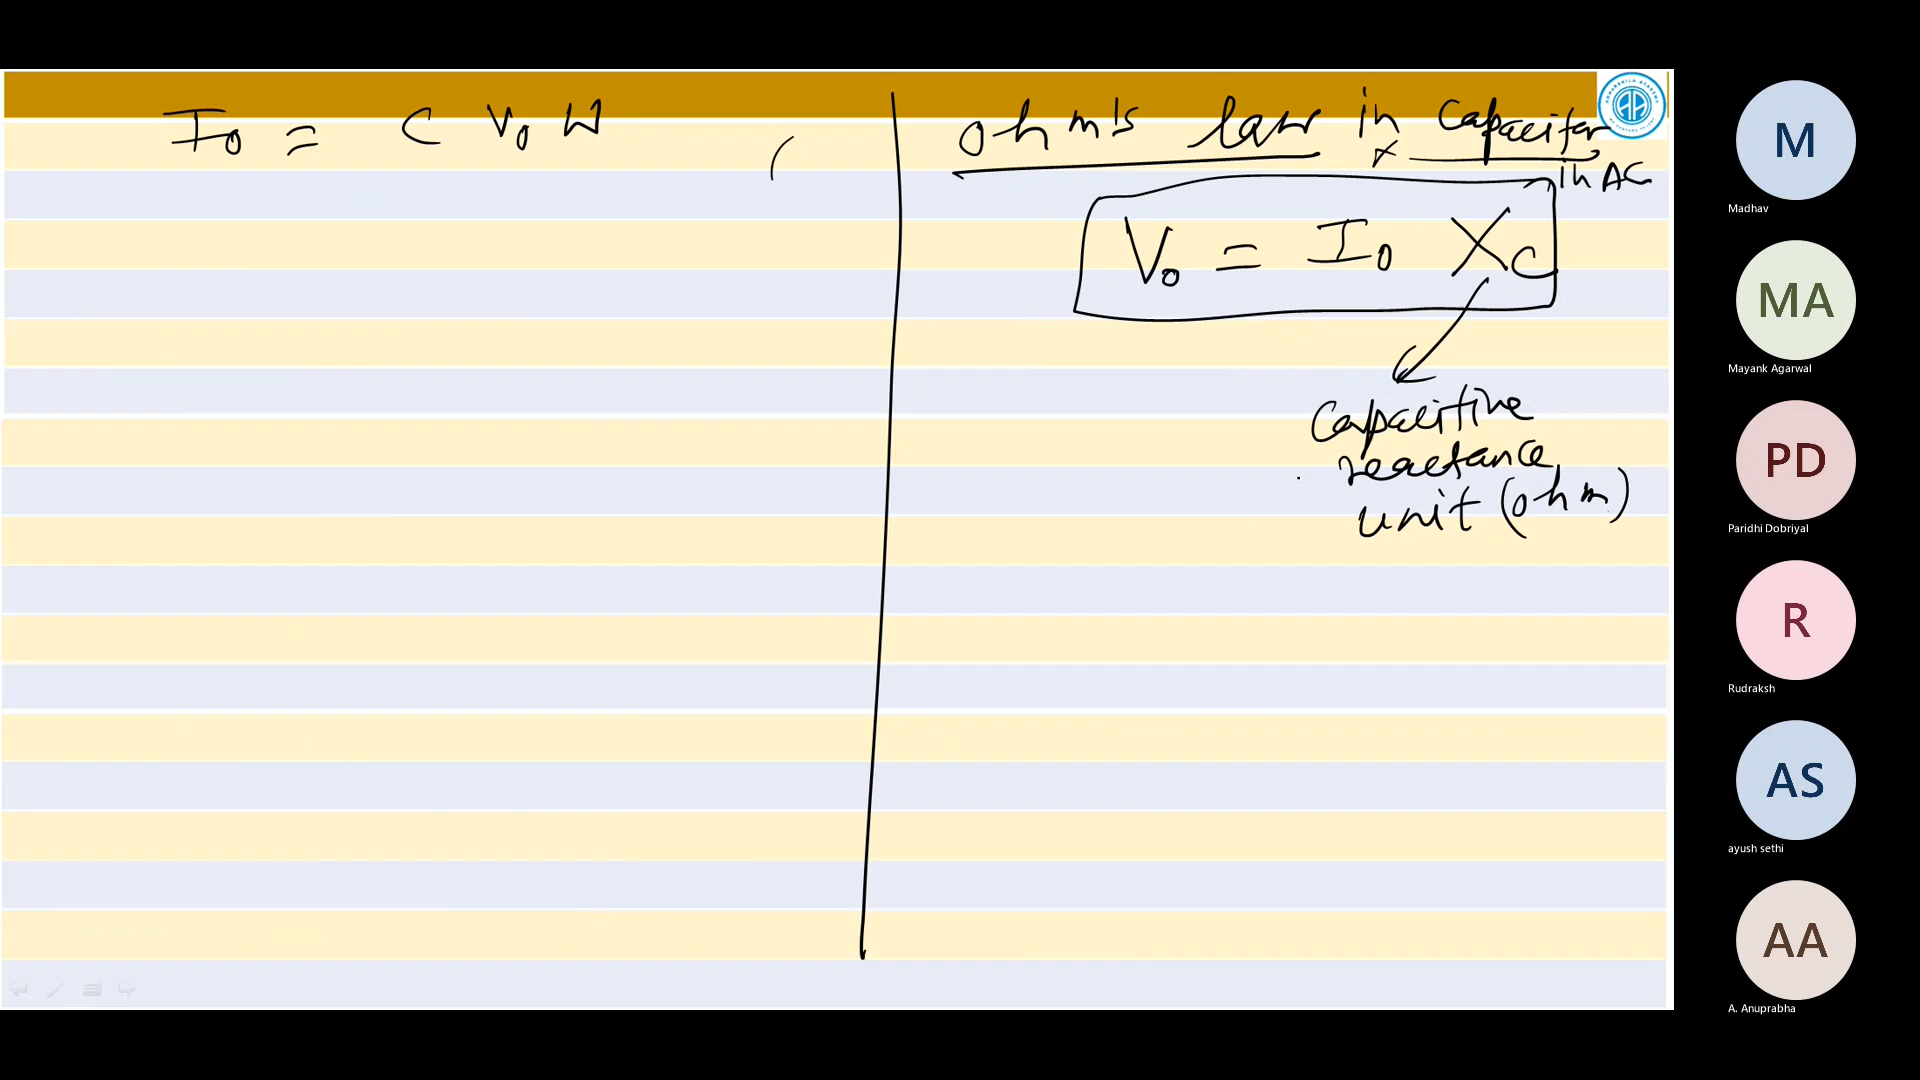 I₀ = C V₀ W
(
ohm's law in Capacitor
in AC
V₀ = I₀ Xc
Capacitive
reactance
unit (ohm)
M
Madhav
MA
Mayank Agarwal
PD
Paridhi Dobriyal
R
Rudraksh
AS
ayush sethi
AA
A. Anuprabha